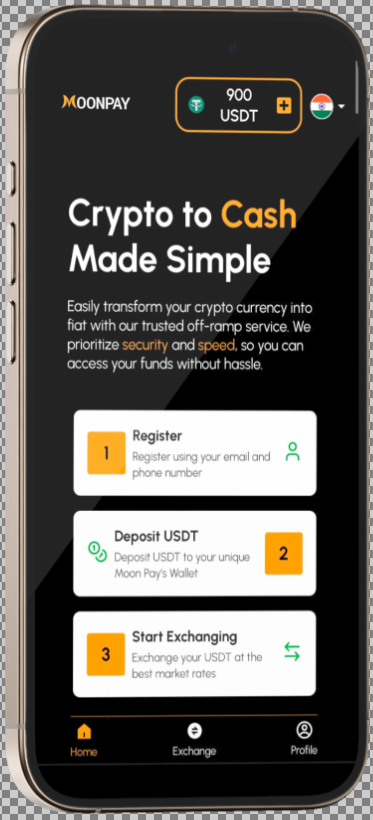 MOONPAY
900
USDT
Crypto to Cash
Made Simple
Easily transform your crypto currency into
fiat with our trusted off-ramp service. We
prioritize security and speed, so you can
access your funds without hassle.
1
Register
Register using your email and
phone number
Deposit USDT
Deposit USDT to your unique
Moon Pay's Wallet
2
3
Start Exchanging
Exchange your USDT at the
best market rates
Home
Exchange
Profile